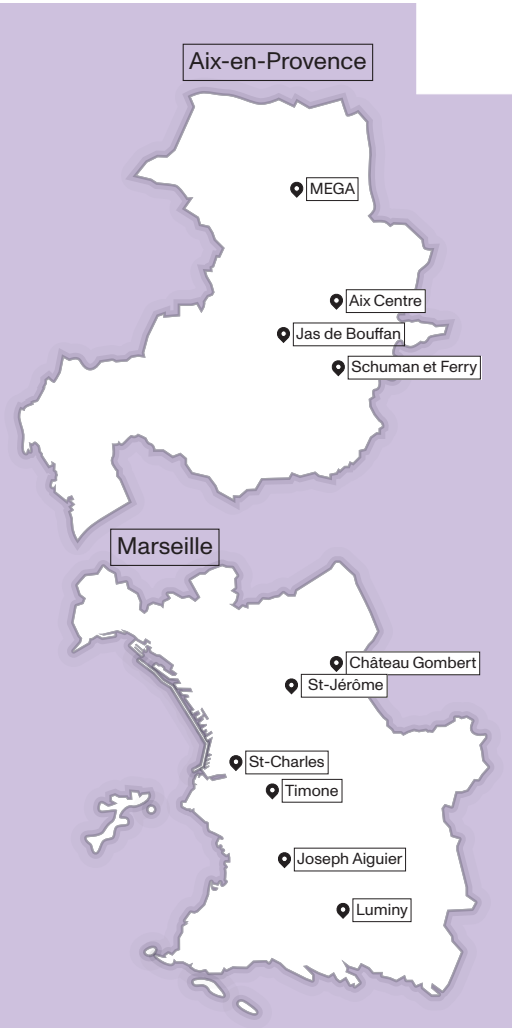 Aix-en-Provence
MEGA
Aix Centre
Jas de Bouffan
Schuman et Ferry
Marseille
Château Gombert
St-Jérôme
St-Charles
Timone
Joseph Aiguier
Luminy